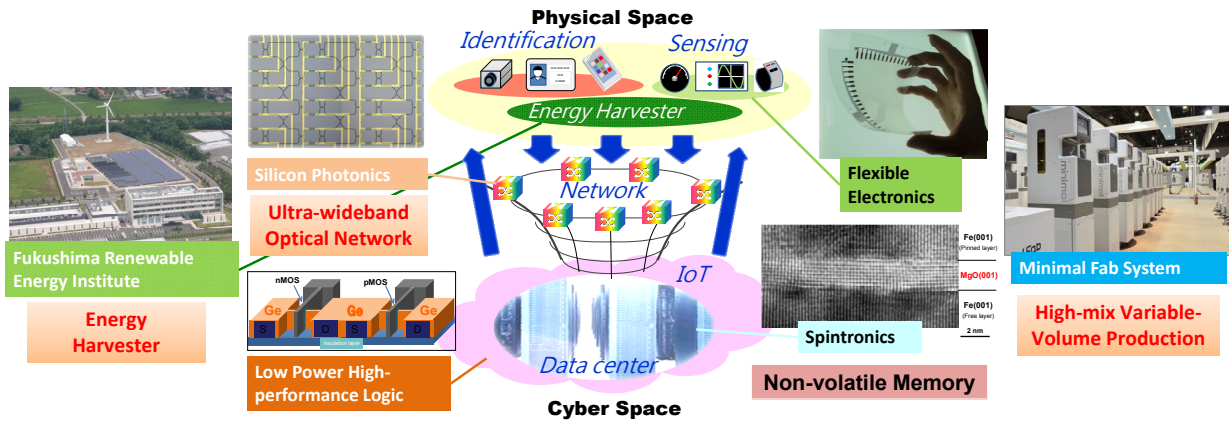 Physical Space
Identification
Sensing
Energy Harvester
Silicon Photonics
Ultra-wideband
Optical Network
Network
Flexible
Electronics
Fukushima Renewable
Energy Institute
Energy
Harvester
nMOS
pMOS
Ge
Ge
Ge
S
D
S
D
Insulation layer
Low Power High-
performance Logic
IoT
Data center
Cyber Space
Fe(001)
(Pinned layer)
MgO(001)
Fe(001)
(Free layer)
2 nm
Spintronics
Non-volatile Memory
minimal
Minimal Fab System
High-mix Variable-
Volume Production